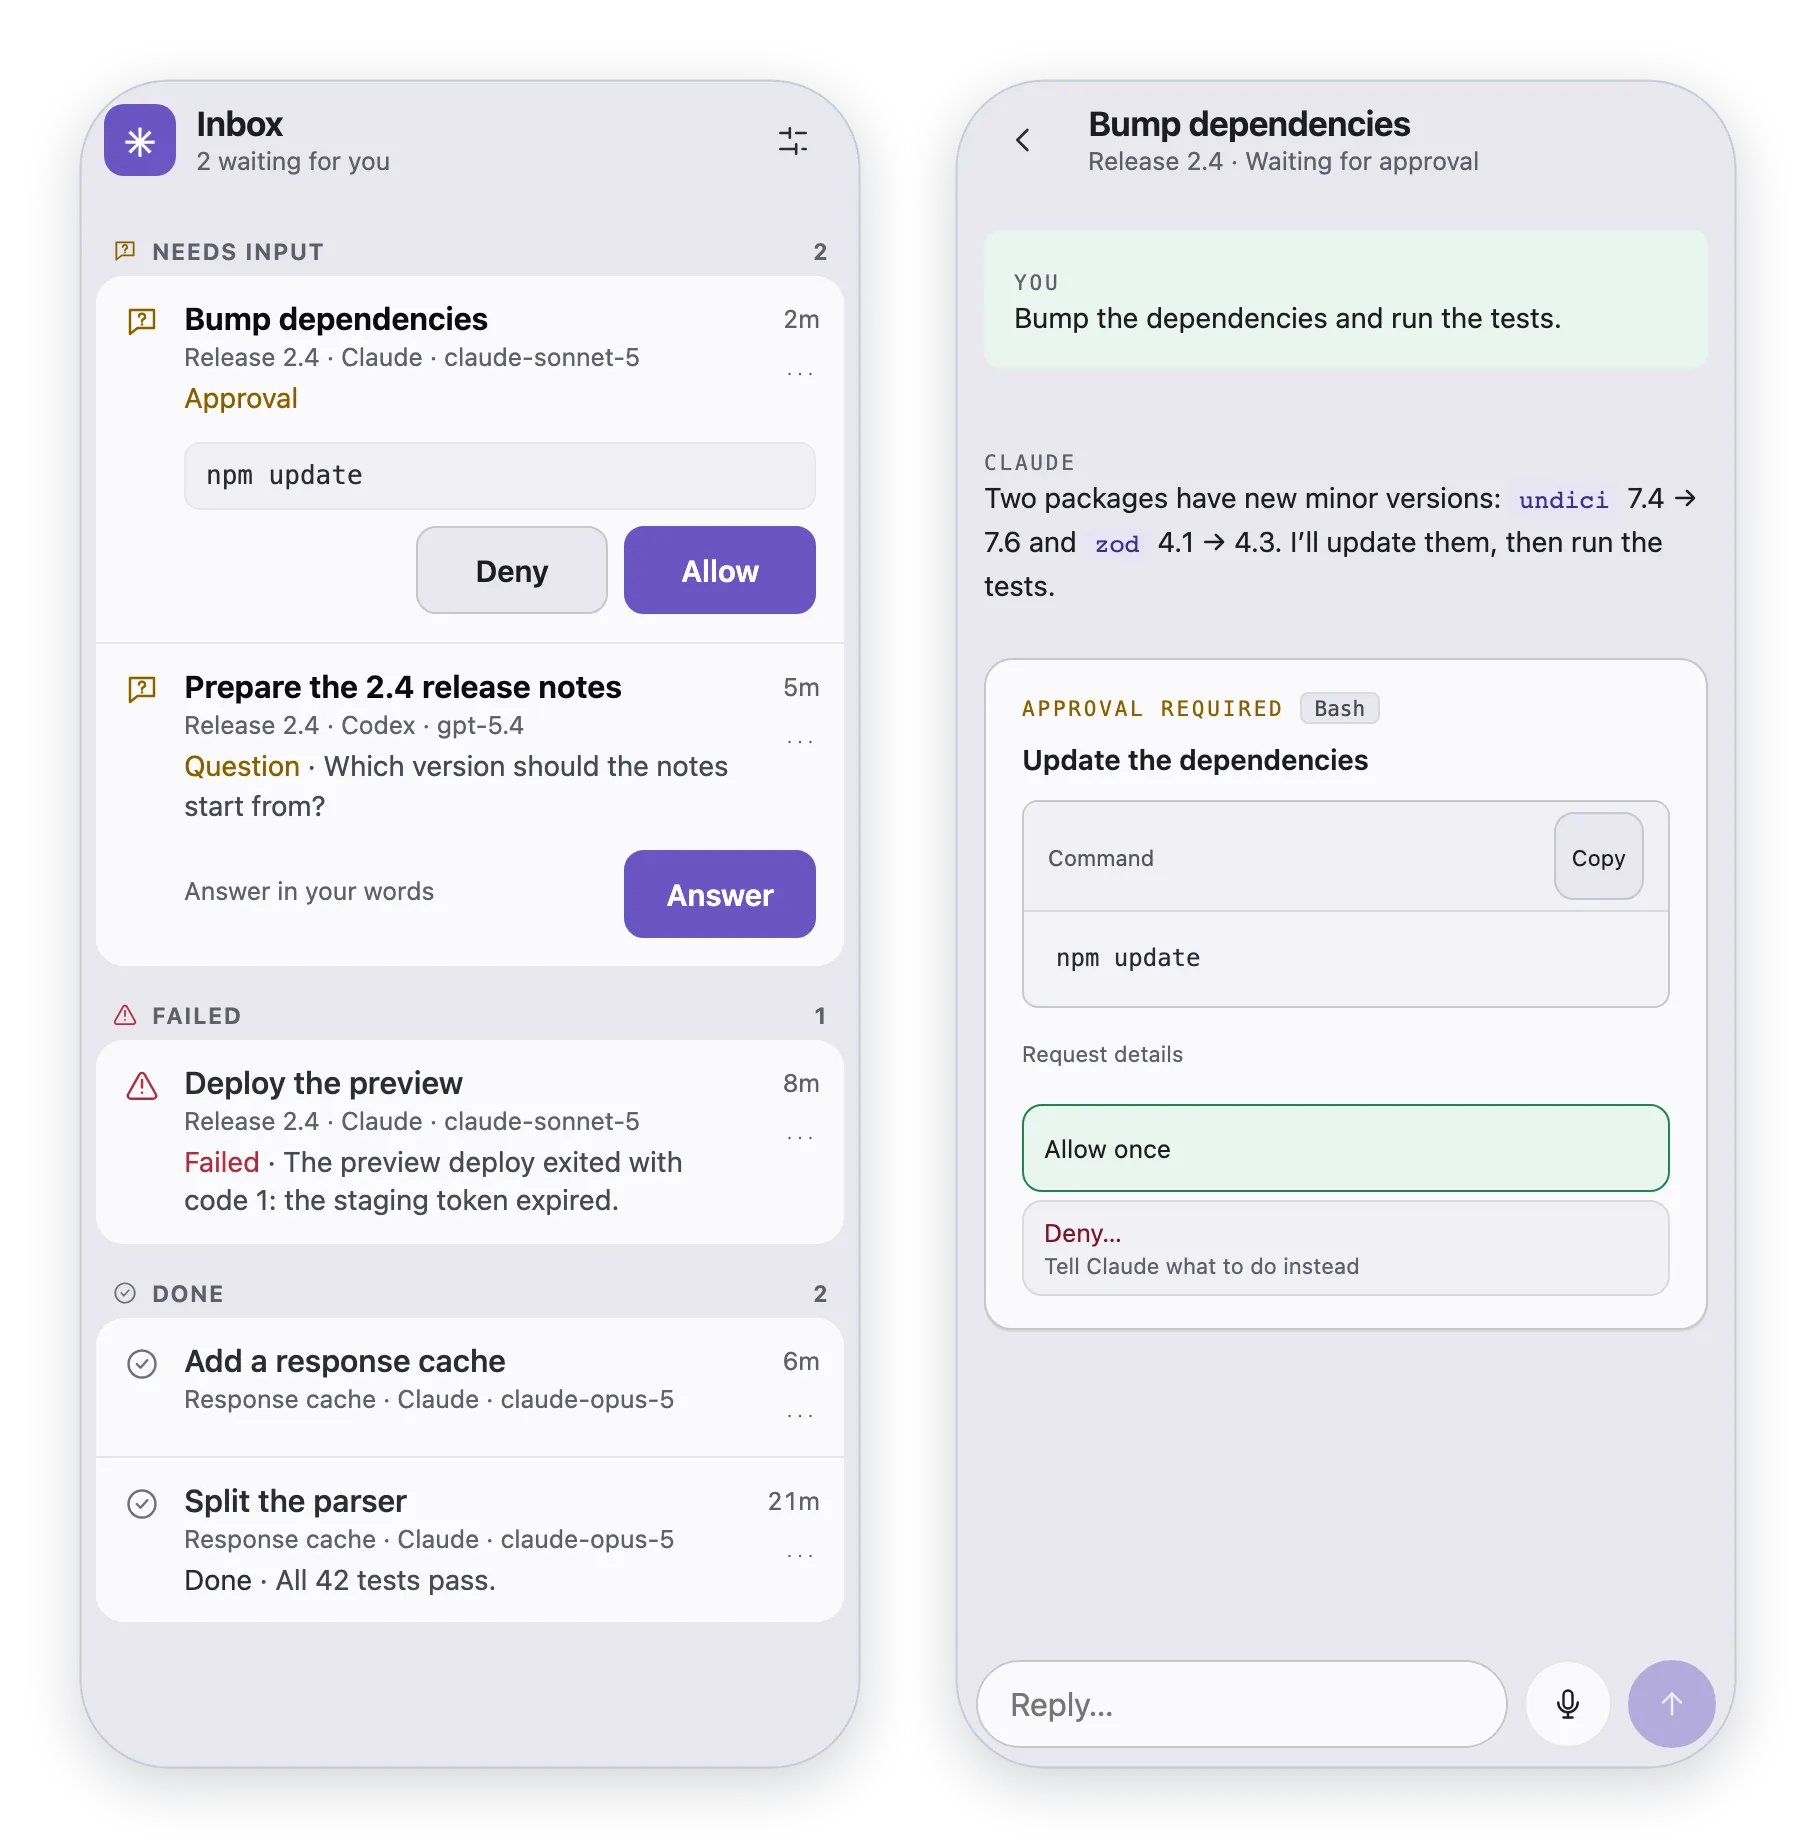 Inbox
2 waiting for you
NEEDS INPUT 2
Bump dependencies 2m
Release 2.4 · Claude · claude-sonnet-5
...
Approval
npm update
Deny Allow
Prepare the 2.4 release notes 5m
Release 2.4 · Codex · gpt-5.4
...
Question · Which version should the notes
start from?
Answer in your words Answer
FAILED 1
Deploy the preview 8m
Release 2.4 · Claude · claude-sonnet-5
...
Failed · The preview deploy exited with
code 1: the staging token expired.
DONE 2
Add a response cache 6m
Response cache · Claude · claude-opus-5
...
Split the parser 21m
Response cache · Claude · claude-opus-5
...
Done · All 42 tests pass.
Bump dependencies
Release 2.4 · Waiting for approval
YOU
Bump the dependencies and run the tests.
CLAUDE
Two packages have new minor versions: undici 7.4 →
7.6 and zod 4.1 → 4.3. I’ll update them, then run the
tests.
APPROVAL REQUIRED Bash
Update the dependencies
Command Copy
npm update
Request details
Allow once
Deny…
Tell Claude what to do instead
Reply…